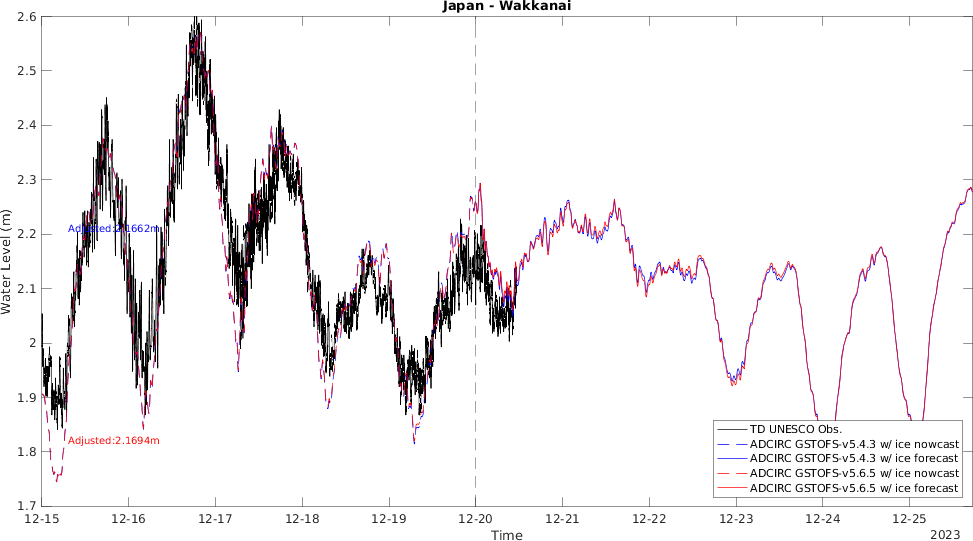 Japan - Wakkanai
2.6
2.5
2.4
2.3
2.2
2.1
2
1.9
1.8
1.7
Water Level (m)
Adjusted:2.1662m
Adjusted:2.1694m
TD UNESCO Obs.
ADCIRC GSTOFS-v5.4.3 w/ ice nowcast
ADCIRC GSTOFS-v5.4.3 w/ ice forecast
ADCIRC GSTOFS-v5.6.5 w/ ice nowcast
ADCIRC GSTOFS-v5.6.5 w/ ice forecast
12-15 12-16 12-17 12-18 12-19 12-20 12-21 12-22 12-23 12-24 12-25
Time
2023